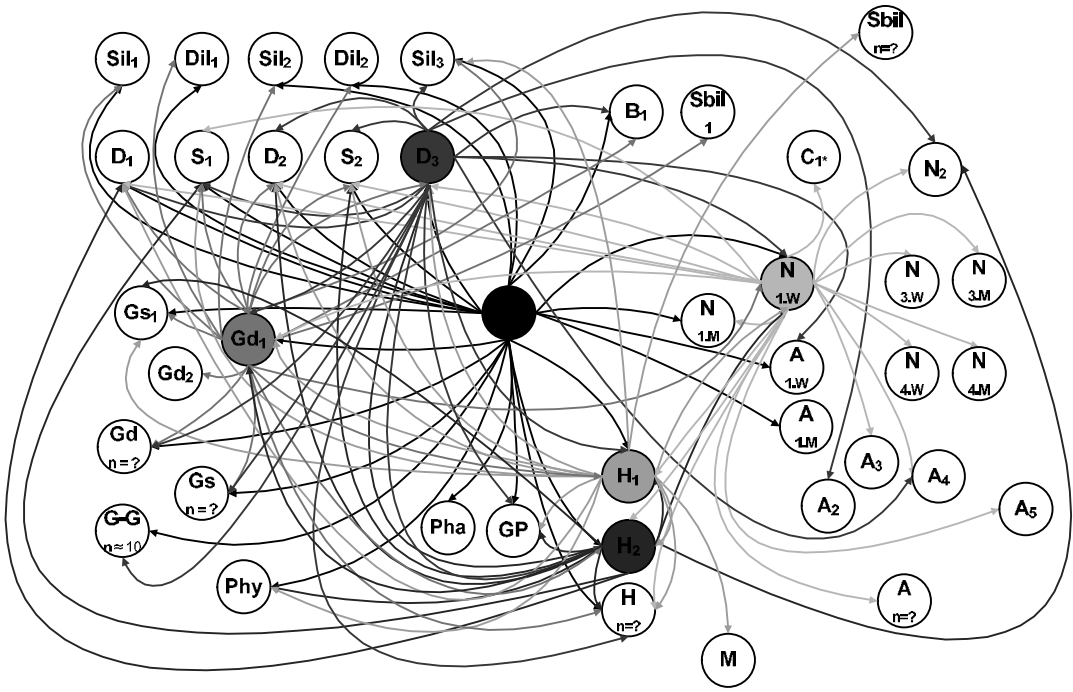 Sbil
n=?
Sil₁ Dil₁ Sil₂ Dil₂ Sil₃
B₁ Sbil
1
D₁ S₁ D₂ S₂ D₃ C₁* N₂
N
1.W
N
3.W
N
3.M
Gs₁ N
1.M
Gd₁
Gd₂ A
1.W
N
4.W
N
4.M
A
1.M
Gd
n=?
A₃
H₁ A₄
Gs
n=?
A₂ A₅
G-G
n≈10
Pha GP
H₂
Phy H
n=?
A
n=?
M